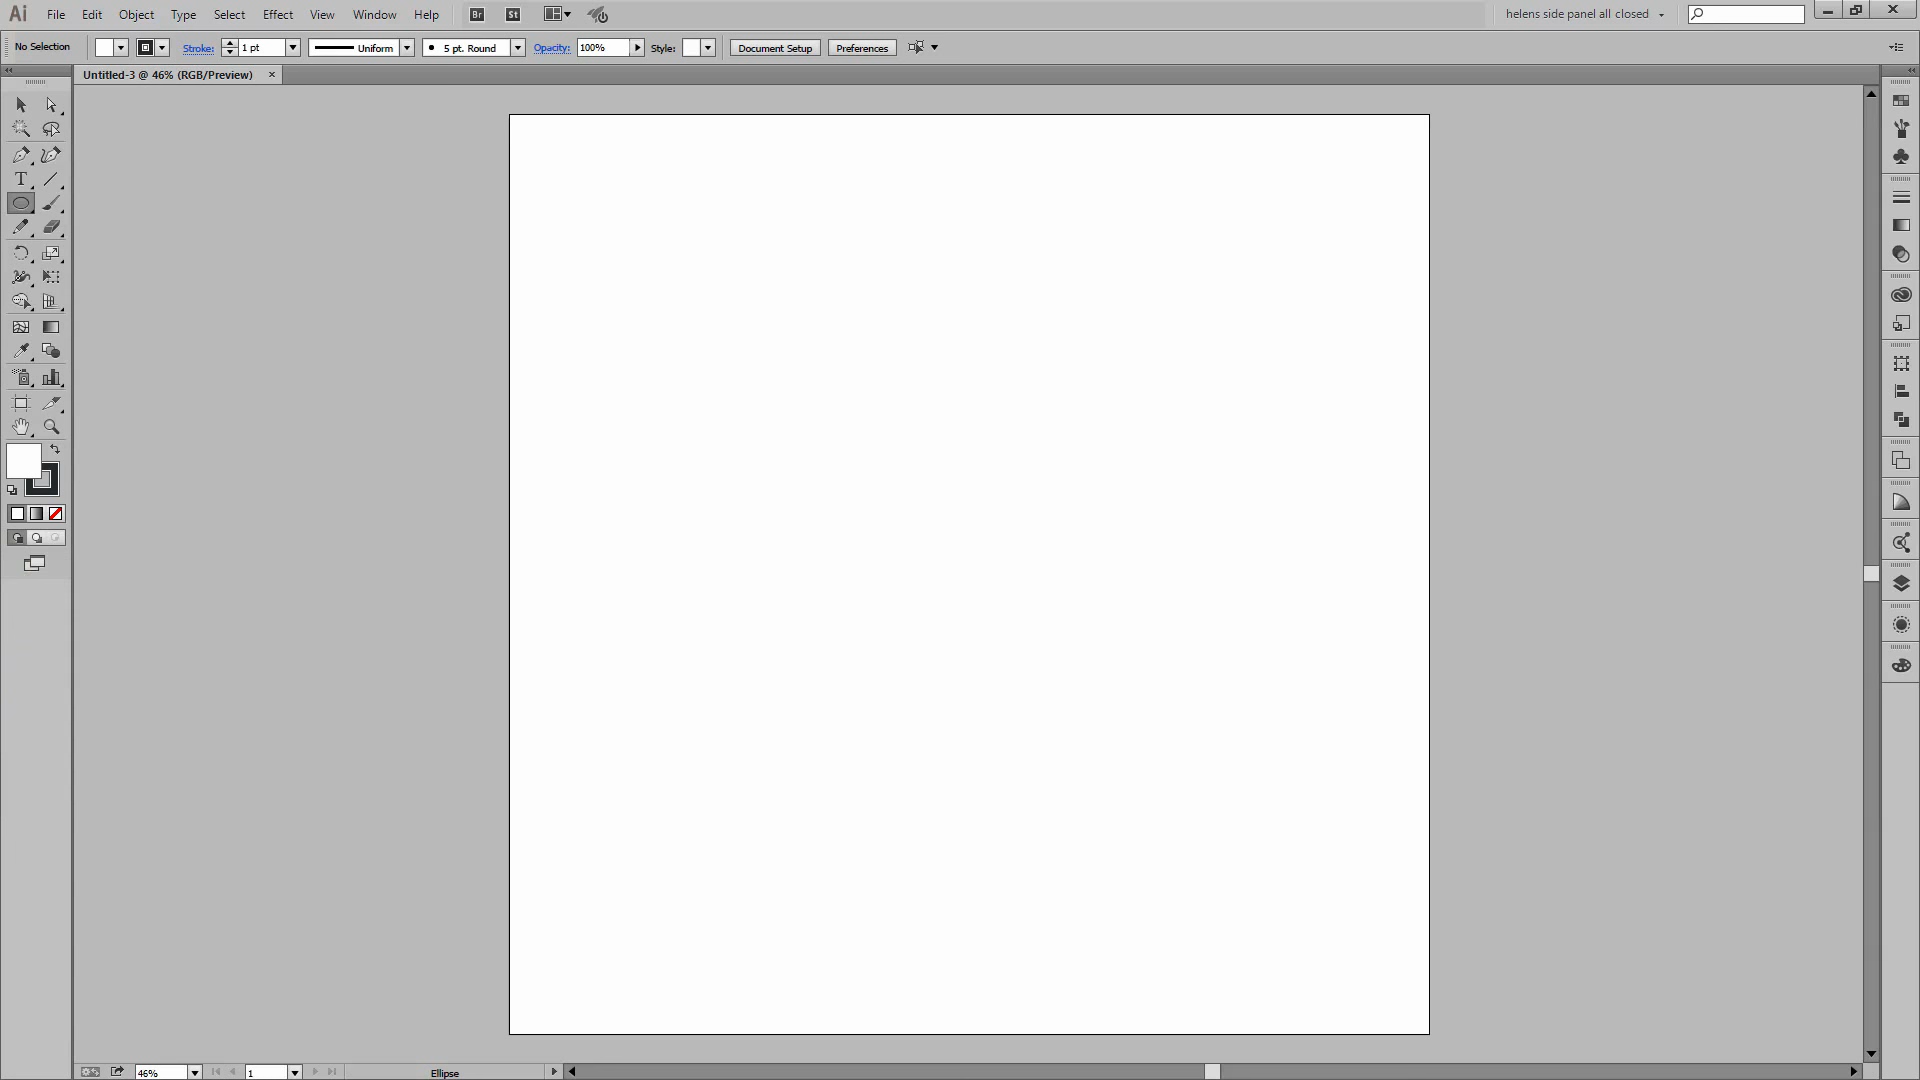 Ai File Edit Object Type Select Effect View Window Help Br St helens side panel all closed
No Selection Stroke: 1 pt Uniform 5 pt. Round Opacity: 100% Style: Document Setup Preferences
Untitled-3 @ 46% (RGB/Preview) ×
T
46% 1 Ellipse